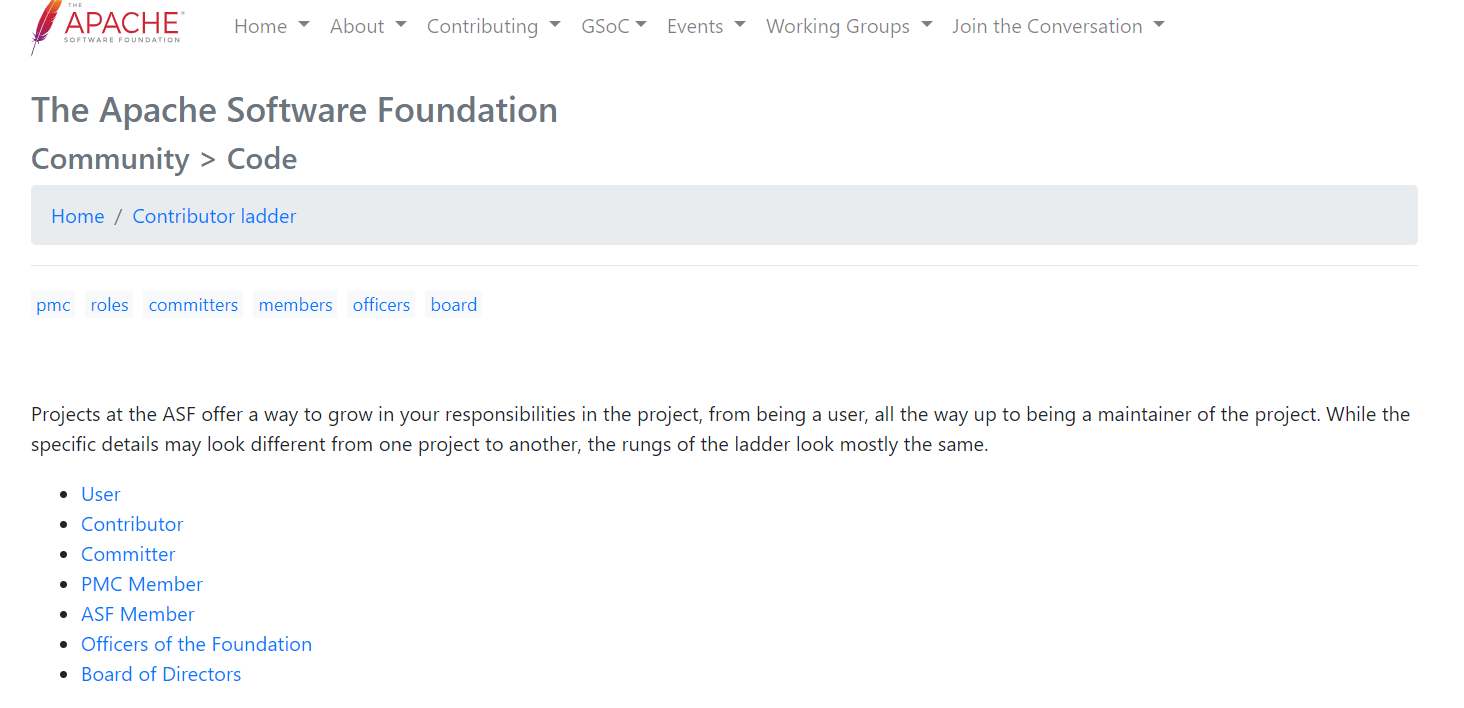 THE
APACHE®
SOFTWARE FOUNDATION
Home About Contributing GSoC Events Working Groups Join the Conversation
The Apache Software Foundation
Community > Code
Home / Contributor ladder
pmc roles committers members officers board
Projects at the ASF offer a way to grow in your responsibilities in the project, from being a user, all the way up to being a maintainer of the project. While the
specific details may look different from one project to another, the rungs of the ladder look mostly the same.
• User
• Contributor
• Committer
• PMC Member
• ASF Member
• Officers of the Foundation
• Board of Directors